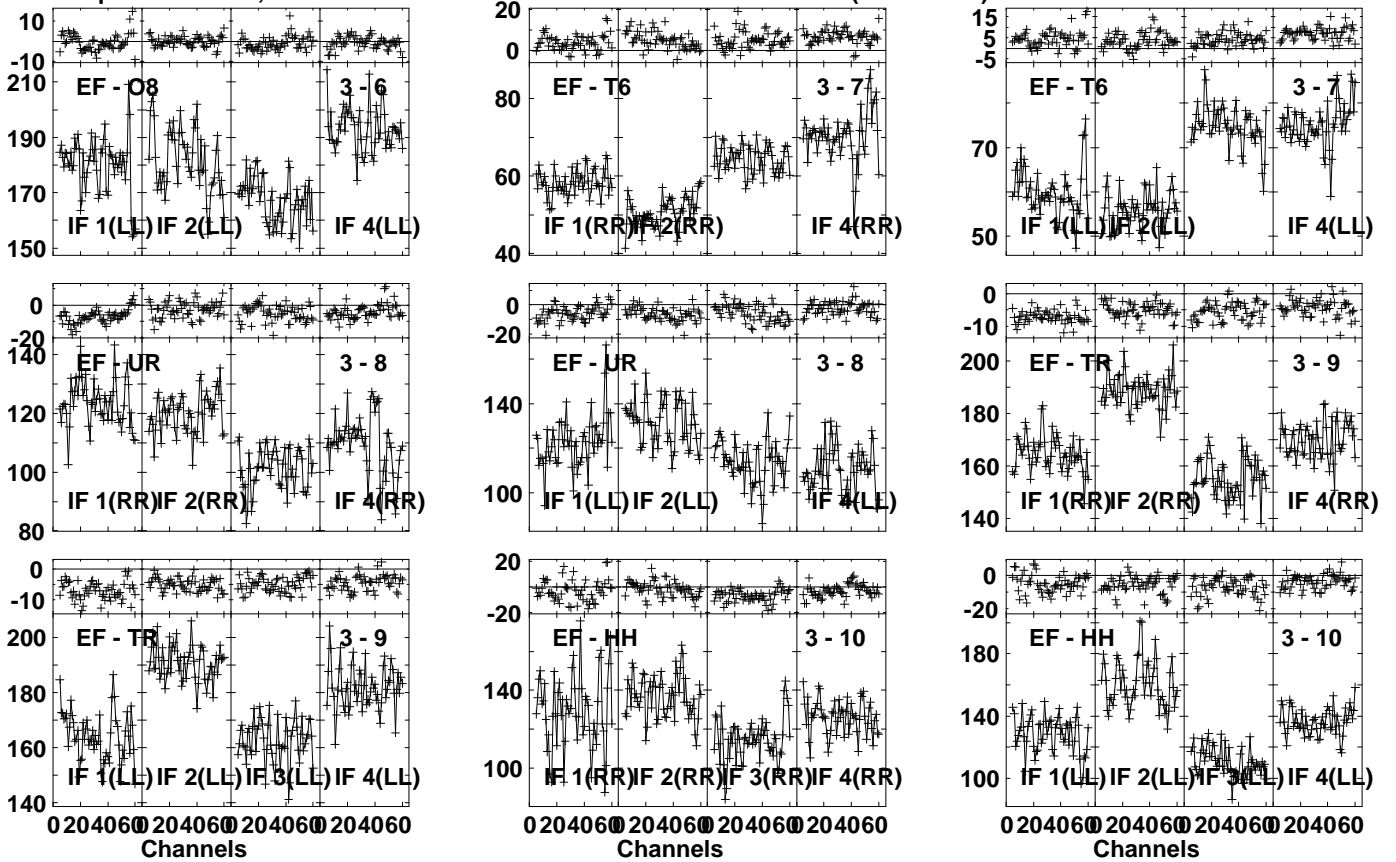 10
0
-10
210
190
170
150
EF - O8
3 - 6
IF 1(LL)
IF 2(LL)
IF 4(LL)
20
0
80
60
40
EF - T6
3 - 7
IF 1(RR)
IF 2(RR)
IF 4(RR)
15
5
-5
70
50
EF - T6
3 - 7
IF 1(LL)
IF 2(LL)
IF 4(LL)
0
-20
140
120
100
80
EF - UR
3 - 8
IF 1(RR)
IF 2(RR)
IF 4(RR)
0
-20
140
100
EF - UR
3 - 8
IF 1(LL)
IF 2(LL)
IF 4(LL)
0
-10
200
180
160
140
EF - TR
3 - 9
IF 1(RR)
IF 2(RR)
IF 4(RR)
0
-10
200
180
160
140
EF - TR
3 - 9
IF 1(LL)
IF 2(LL)
IF 3(LL)
IF 4(LL)
0 20 40 60 0 20 40 60 0 20 40 60 0 20 40 60
Channels
20
0
-20
140
100
EF - HH
3 - 10
IF 1(RR)
IF 2(RR)
IF 3(RR)
IF 4(RR)
0 20 40 60 0 20 40 60 0 20 40 60 0 20 40 60
Channels
0
-20
180
140
100
EF - HH
3 - 10
IF 1(LL)
IF 2(LL)
IF 3(LL)
IF 4(LL)
0 20 40 60 0 20 40 60 0 20 40 60 0 20 40 60
Channels